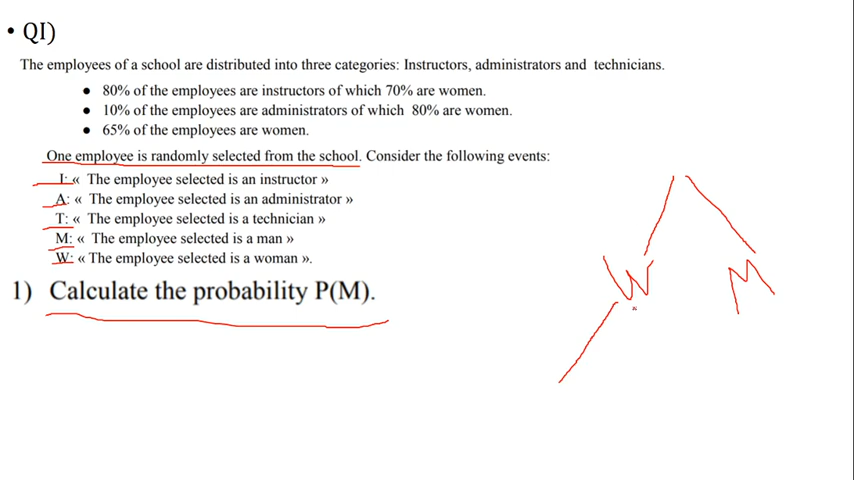 • QI)
The employees of a school are distributed into three categories: Instructors, administrators and technicians.
● 80% of the employees are instructors of which 70% are women.
● 10% of the employees are administrators of which 80% are women.
● 65% of the employees are women.
One employee is randomly selected from the school. Consider the following events:
I: « The employee selected is an instructor »
A: « The employee selected is an administrator »
T: « The employee selected is a technician »
M: « The employee selected is a man »
W: « The employee selected is a woman ».
1) Calculate the probability P(M).
W M